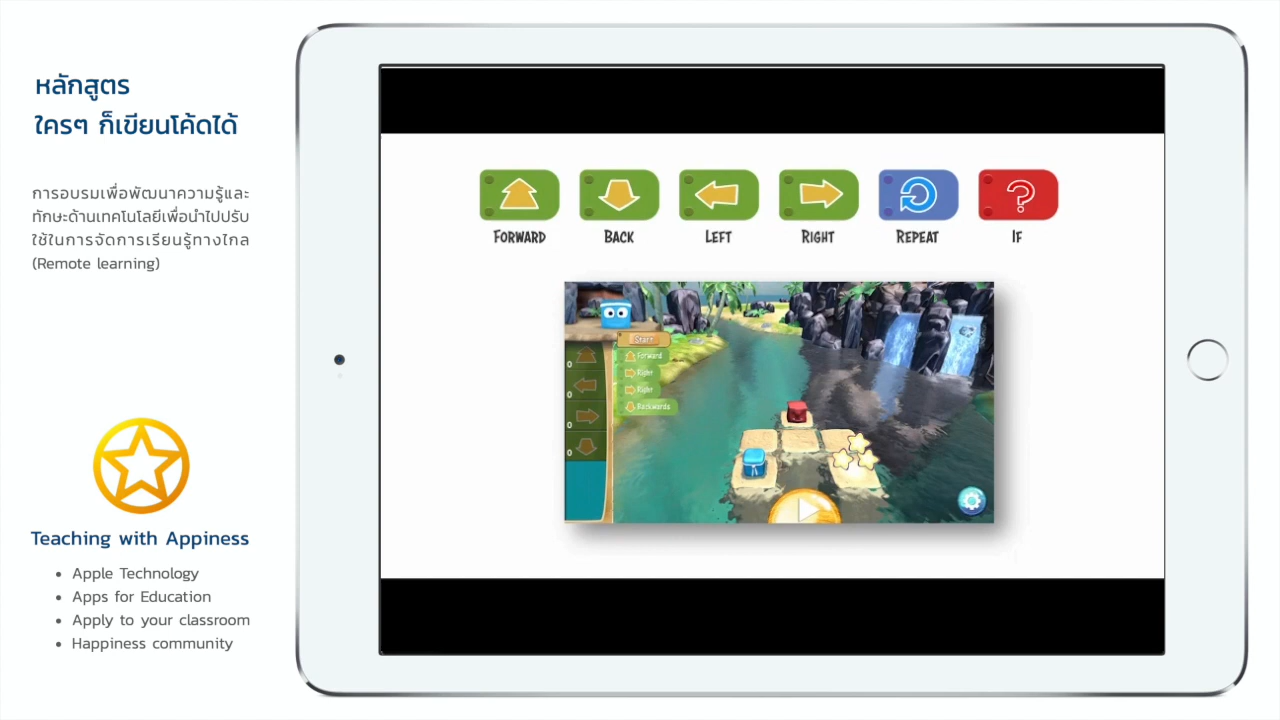 หลักสูตร
ใครๆ ก็เขียนโค้ดได้
การอบรมเพื่อพัฒนาความรู้และ
ทักษะด้านเทคโนโลยีเพื่อนำไปปรับ
ใช้ในการจัดการเรียนรู้ทางไกล
(Remote learning)
Teaching with Appiness
• Apple Technology
• Apps for Education
• Apply to your classroom
• Happiness community
FORWARD BACK LEFT RIGHT REPEAT IF
Start
Forward
Right
Right
Backwards
0
0
0
0